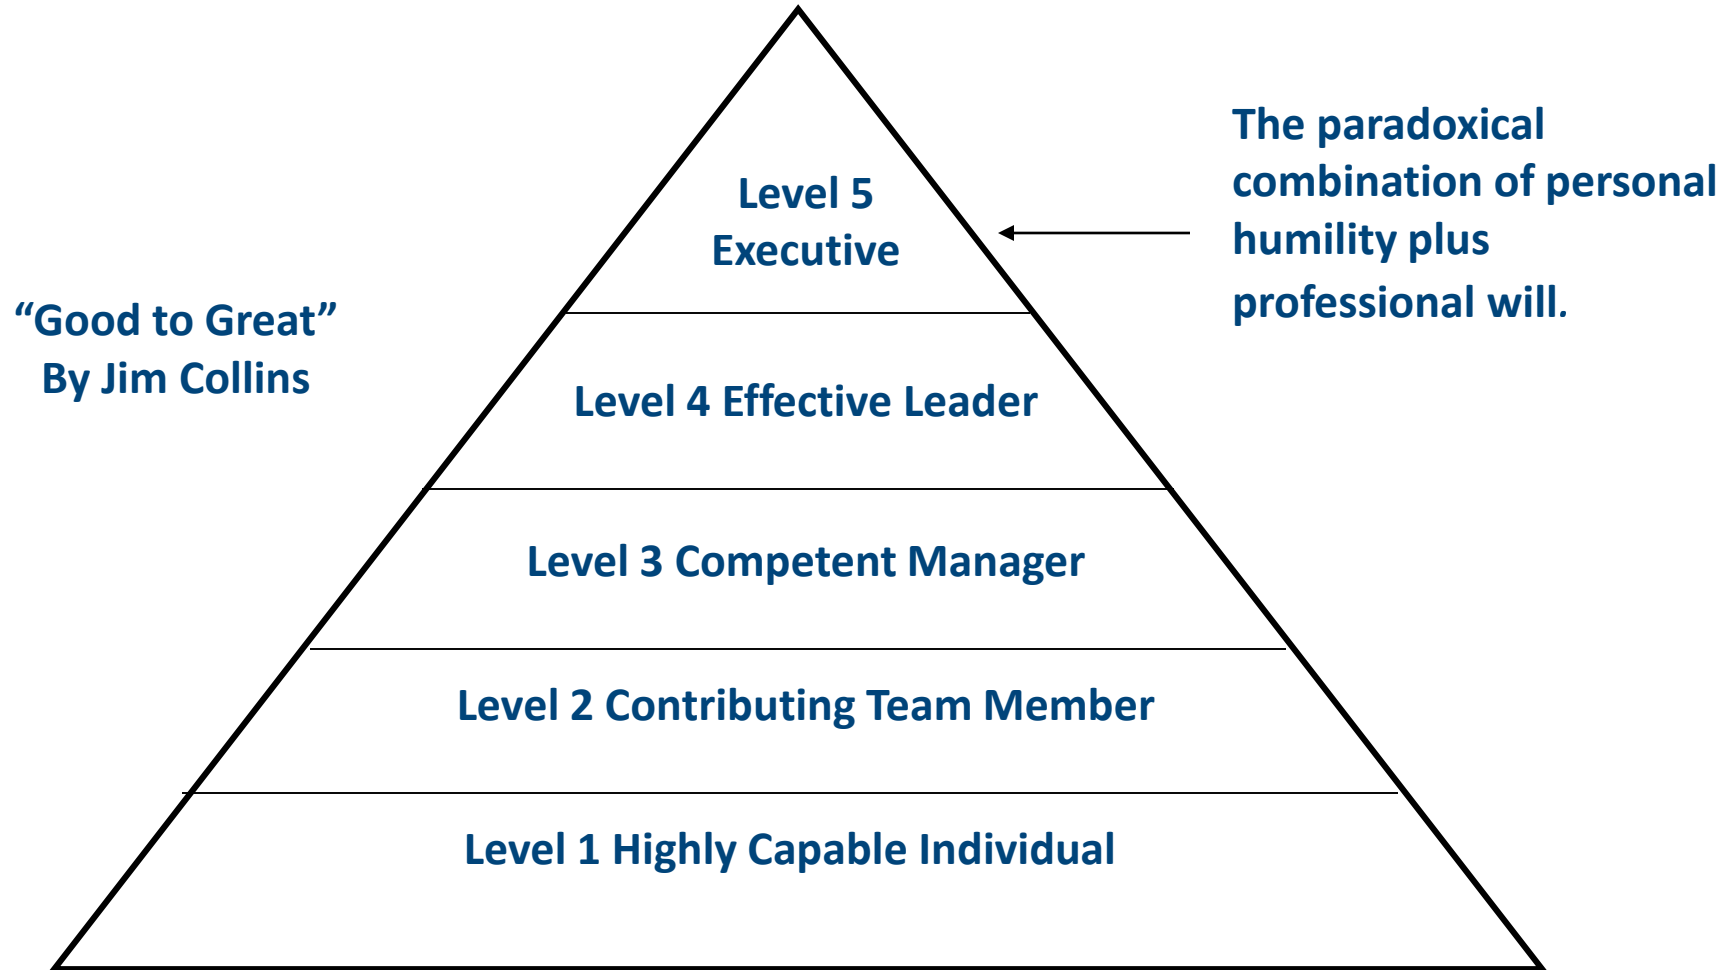 The paradoxical
combination of personal
humility plus
professional will.
Level 5
Executive
“Good to Great”
By Jim Collins
Level 4 Effective Leader
Level 3 Competent Manager
Level 2 Contributing Team Member
Level 1 Highly Capable Individual